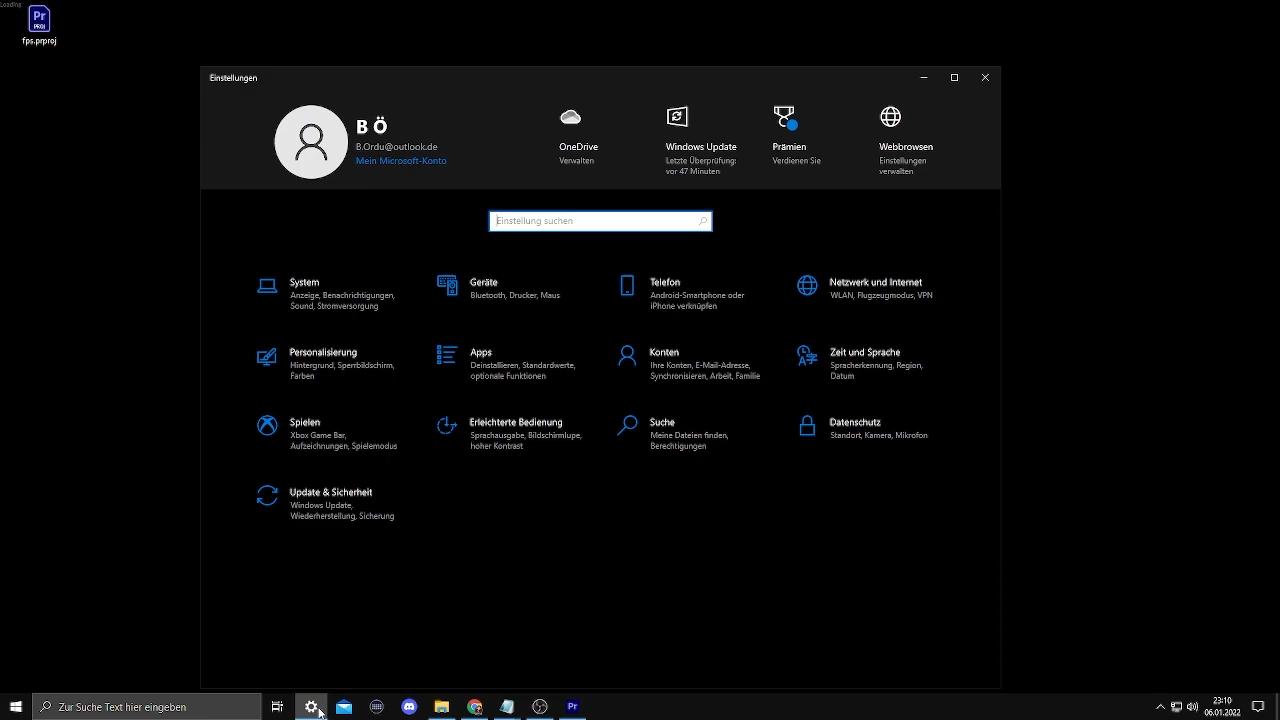 Loading
Pr
PROJ
fps.prproj
Einstellungen
B Ö
B.Ordu@outlook.de
Mein Microsoft-Konto
OneDrive
Verwalten
Windows Update
Letzte Überprüfung:
vor 47 Minuten
Prämien
Verdienen Sie
Webbrowsen
Einstellungen
verwalten
Einstellung suchen
System
Anzeige, Benachrichtigungen,
Sound, Stromversorgung
Geräte
Bluetooth, Drucker, Maus
Telefon
Android-Smartphone oder
iPhone verknüpfen
Netzwerk und Internet
WLAN, Flugzeugmodus, VPN
Personalisierung
Hintergrund, Sperrbildschirm,
Farben
Apps
Deinstallieren, Standardwerte,
optionale Funktionen
Konten
Ihre Konten, E-Mail-Adresse,
Synchronisieren, Arbeit, Familie
Zeit und Sprache
Spracherkennung, Region,
Datum
Spielen
Xbox Game Bar,
Aufzeichnungen, Spielemodus
Erleichterte Bedienung
Sprachausgabe, Bildschirmlupe,
hoher Kontrast
Suche
Meine Dateien finden,
Berechtigungen
Datenschutz
Standort, Kamera, Mikrofon
Update & Sicherheit
Windows Update,
Wiederherstellung, Sicherung
Zur Suche Text hier eingeben
Pr
23:10
06.01.2022